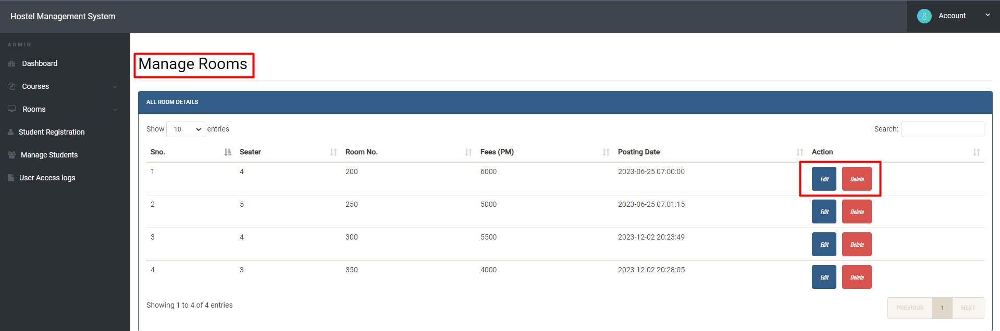 Hostel Management System
Account
ADMIN
Dashboard
Courses
Rooms
Student Registration
Manage Students
User Access logs
Manage Rooms
ALL ROOM DETAILS
Show 10 entries
Search:
Sno. Seater Room No. Fees (PM) Posting Date Action
1 4 200 6000 2023-06-25 07:00:00 Edit Delete
2 5 250 5000 2023-06-25 07:01:15 Edit Delete
3 4 300 5500 2023-12-02 20:23:49 Edit Delete
4 3 350 4000 2023-12-02 20:28:05 Edit Delete
Showing 1 to 4 of 4 entries
PREVIOUS 1 NEXT